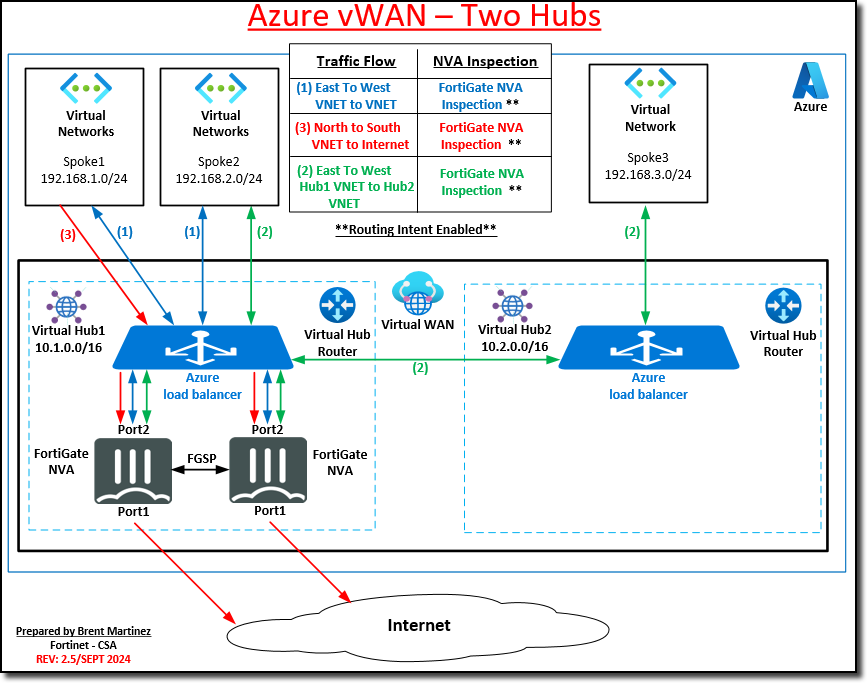 Azure vWAN – Two Hubs
Traffic Flow
NVA Inspection
(1) East To West
VNET to VNET
FortiGate NVA
Inspection **
(3) North to South
VNET to Internet
FortiGate NVA
Inspection **
(2) East To West
Hub1 VNET to Hub2
VNET
FortiGate NVA
Inspection **
**Routing Intent Enabled**
Azure
Virtual
Networks
Spoke1
192.168.1.0/24
Virtual
Networks
Spoke2
192.168.2.0/24
Virtual
Network
Spoke3
192.168.3.0/24
(3)
(1)
(1)
(2)
(2)
Virtual Hub1
10.1.0.0/16
Virtual Hub
Router
Virtual WAN
Virtual Hub2
10.2.0.0/16
Virtual Hub
Router
Azure
load balancer
(2)
Azure
load balancer
Port2
Port2
FortiGate
NVA
FGSP
FortiGate
NVA
Port1
Port1
Internet
Prepared by Brent Martinez
Fortinet - CSA
REV: 2.5/SEPT 2024